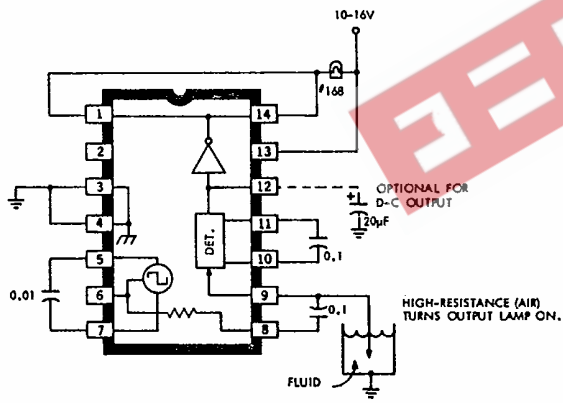 10-16V
#168
1
14
2
13
3
12
OPTIONAL FOR
D-C OUTPUT
+
20µF
4
11
DET.
0.1
5
10
0.01
6
9
0.1
HIGH-RESISTANCE (AIR)
TURNS OUTPUT LAMP ON.
7
8
FLUID